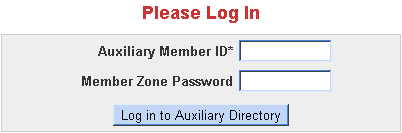 Please Log In
Auxiliary Member ID*
Member Zone Password
Log in to Auxiliary Directory